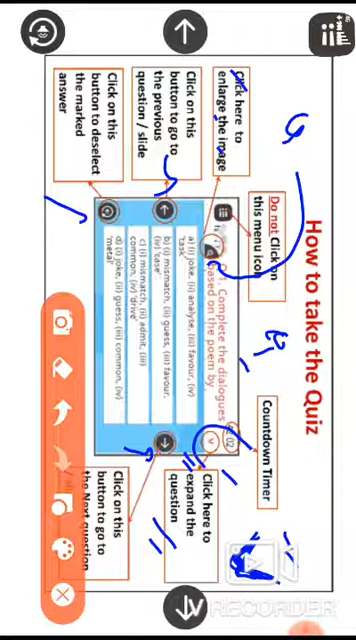 How to take the Quiz
Click here to
enlarge the image
Do not Click on
this menu icon
Countdown Timer
Click on this
button to go to
the previous
question / slide
Complete the dialogues
based on the poem by
02
a) (i) joke, (ii) analyse, (iii) favour, (iv)
'task'
b) (i) mismatch, (ii) guess, (iii) favour,
(iv) 'base'
c) (i) mismatch, (ii) admit, (iii)
common, (iv) 'drive'
d) (i) joke, (ii) guess, (iii) common, (iv)
'metal'
Click here to
expand the
question
Click on this
button to deselect
the marked
answer
Click on this
button to go to
the Next question
RECORDER